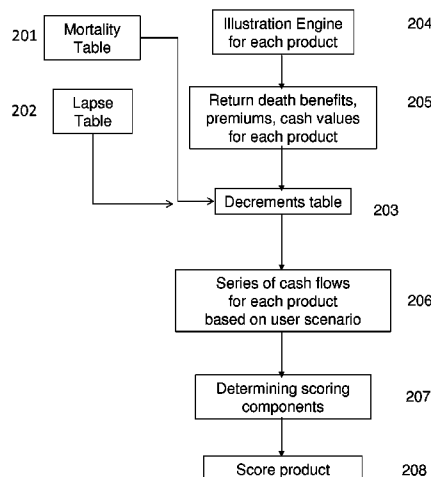 201
Mortality
Table
202
Lapse
Table
Illustration Engine
for each product
204
Return death benefits,
premiums, cash values
for each product
205
Decrements table
203
Series of cash flows
for each product
based on user scenario
206
Determining scoring
components
207
Score product
208